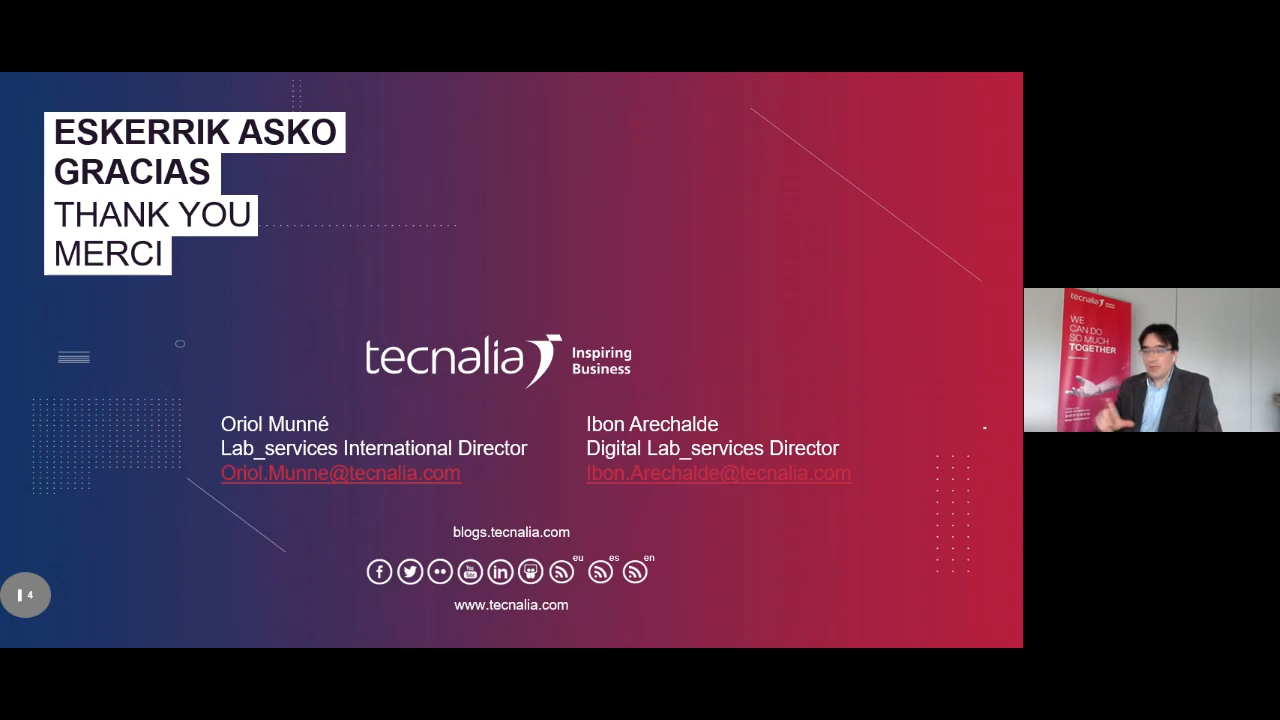 ESKERRIK ASKO
GRACIAS
THANK YOU
MERCI
tecnalia Inspiring
Business
Oriol Munné
Lab_services International Director
Oriol.Munne@tecnalia.com
Ibon Arechalde
Digital Lab_services Director
Ibon.Arechalde@tecnalia.com
blogs.tecnalia.com
eu es en
www.tecnalia.com
4
tecnalia
WE
CAN DO
SO MUCH
TOGETHER